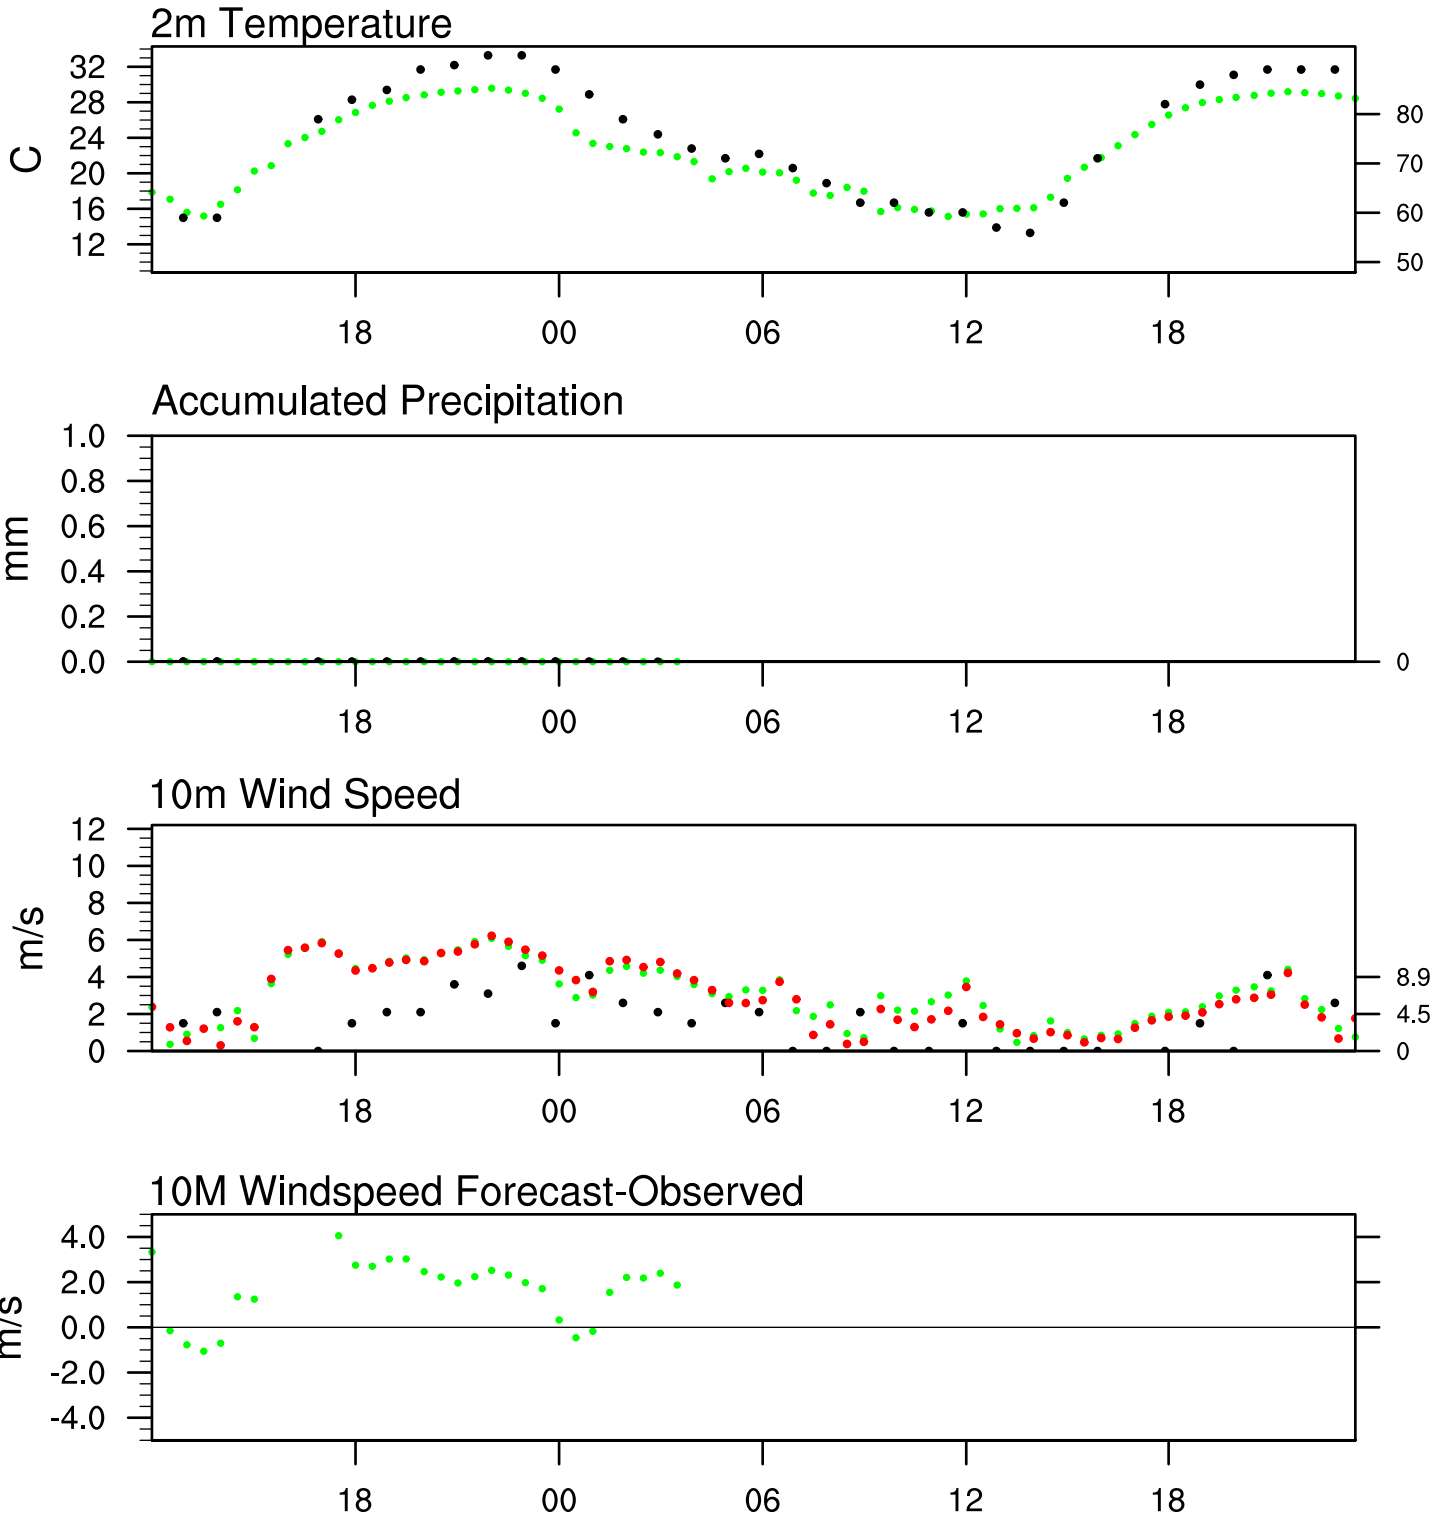 2m Temperature
32
28
24
20
16
12
C
80
70
60
50
18 00 06 12 18
Accumulated Precipitation
1.0
0.8
0.6
0.4
0.2
0.0
mm
0
18 00 06 12 18
10m Wind Speed
12
10
8
6
4
2
0
m/s
8.9
4.5
0
18 00 06 12 18
10M Windspeed Forecast-Observed
4.0
2.0
0.0
-2.0
-4.0
m/s
18 00 06 12 18